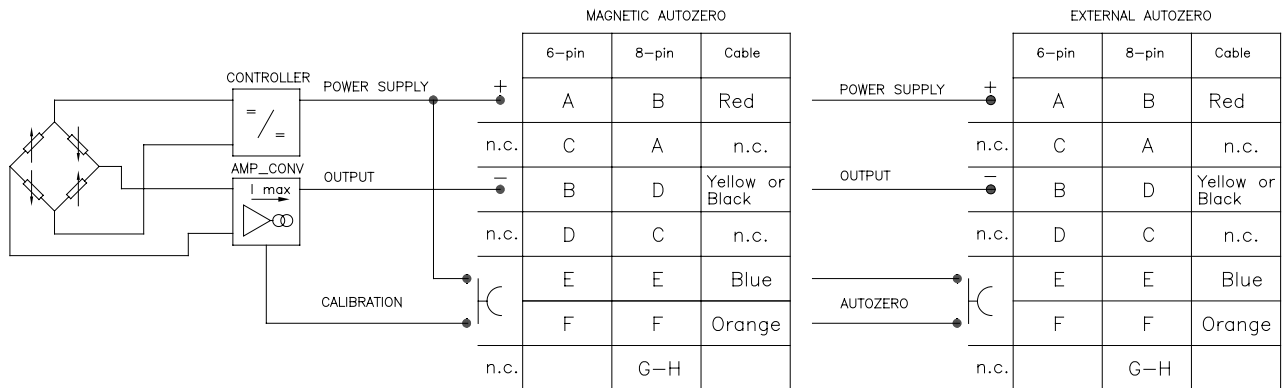 MAGNETIC AUTOZERO
EXTERNAL AUTOZERO
6-pin 8-pin Cable
6-pin 8-pin Cable
CONTROLLER
POWER SUPPLY + A B Red
POWER SUPPLY + A B Red
= / =
n.c. C A n.c.
n.c. C A n.c.
AMP_CONV
I max
OUTPUT − B D Yellow or Black
OUTPUT − B D Yellow or Black
n.c. D C n.c.
n.c. D C n.c.
E E Blue
E E Blue
CALIBRATION
AUTOZERO
F F Orange
F F Orange
n.c. G-H
n.c. G-H